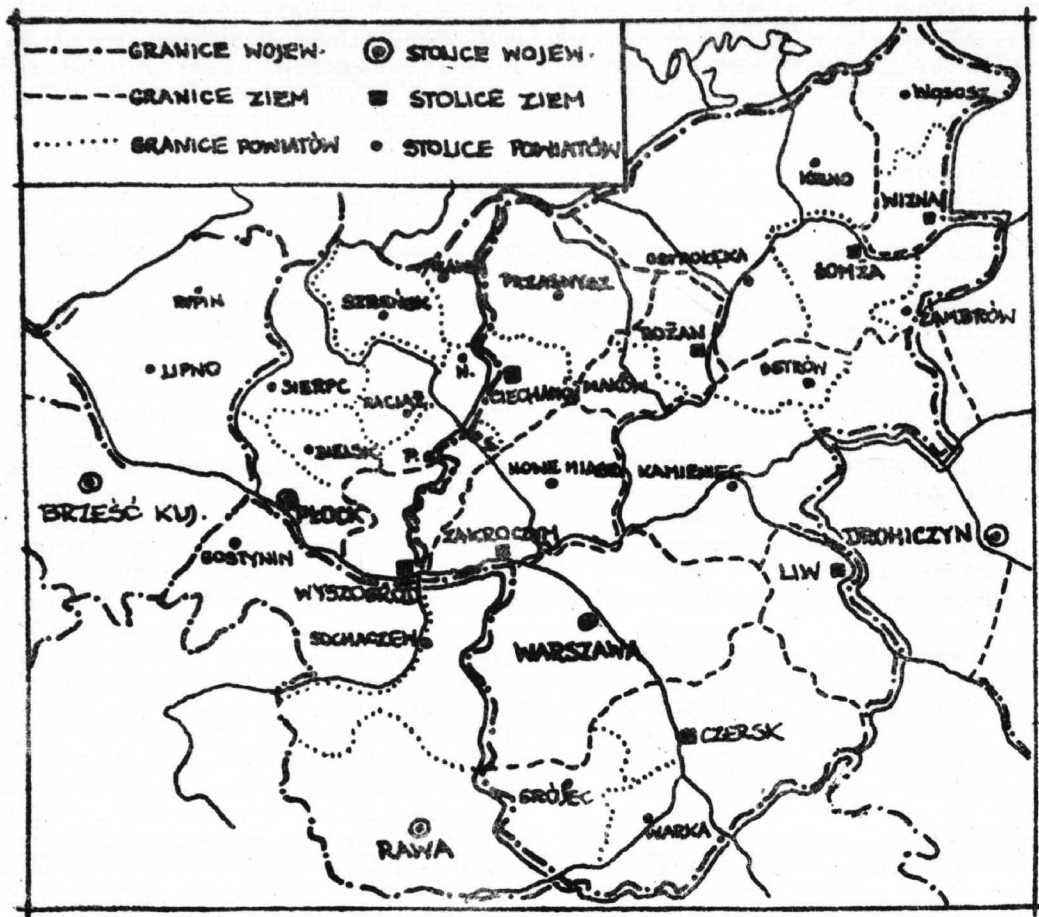 GRANICE WOJEW.
STOLICE WOJEW.
GRANICE ZIEM
STOLICE ZIEM
GRANICE POWIATÓW
STOLICE POWIATÓW
WĄSOSZ
KOLNO
WIZNA
ŁOMŻA
ZAMBRÓW
OSTROŁĘKA
PRZASNYSZ
RÓŻAN
OSTRÓW
MAKÓW
CIECHANÓW
SZREŃSK
RYPIN
LIPNO
SIERPC
RACIĄŻ
N.
BIELSK
P.
NOWE MIASTO
KAMIENIEC
BRZEŚĆ KUJ.
PŁOCK
GOSTYNIN
ZAKROCZYM
WYSZOGRÓD
DROHICZYN
LIW
SOCHACZEW
WARSZAWA
CZERSK
GRÓJEC
WARKA
RAWA